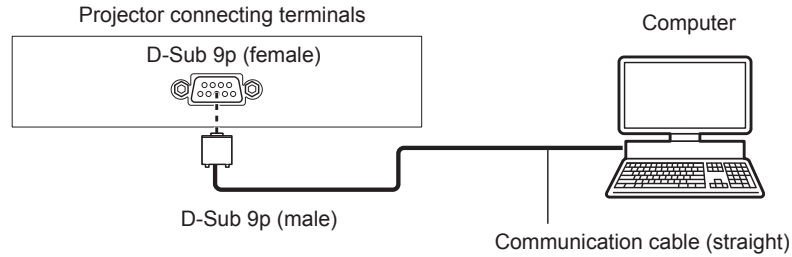 Projector connecting terminals
Computer
D-Sub 9p (female)
D-Sub 9p (male)
Communication cable (straight)